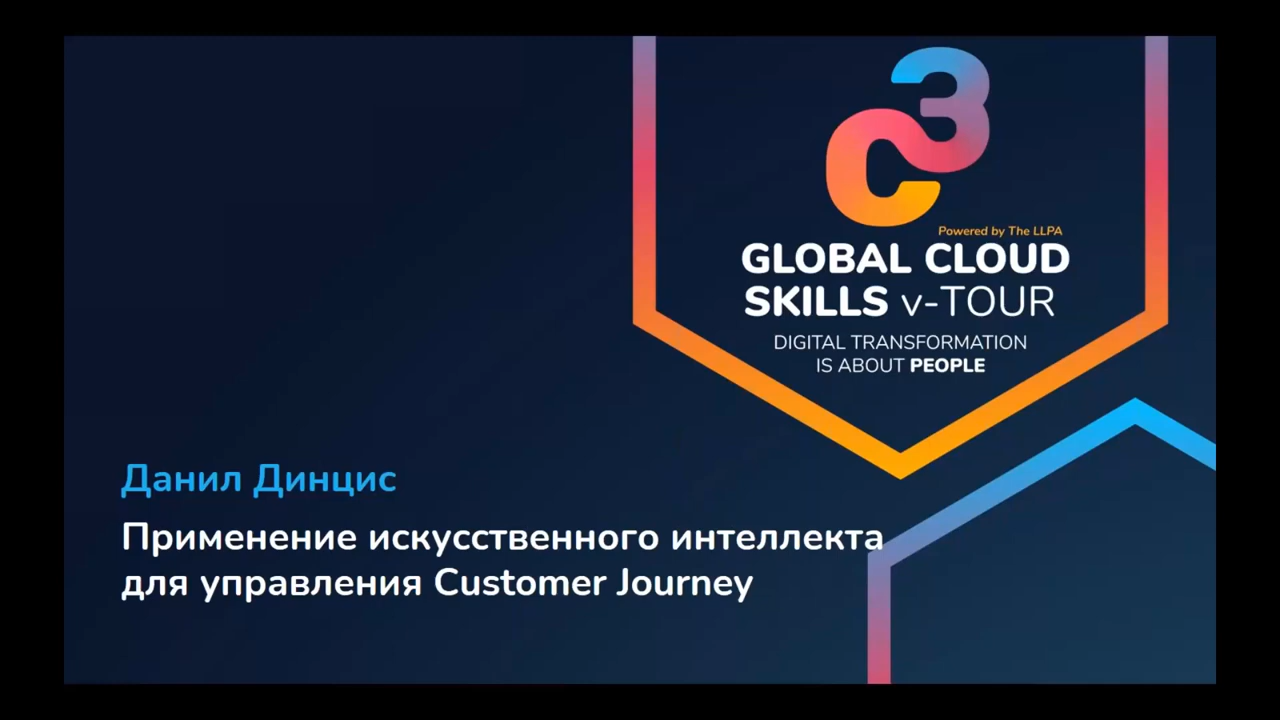 c3
Powered by The LLPA
GLOBAL CLOUD
SKILLS v-TOUR
DIGITAL TRANSFORMATION
IS ABOUT PEOPLE
Данил Динцис
Применение искусственного интеллекта
для управления Customer Journey